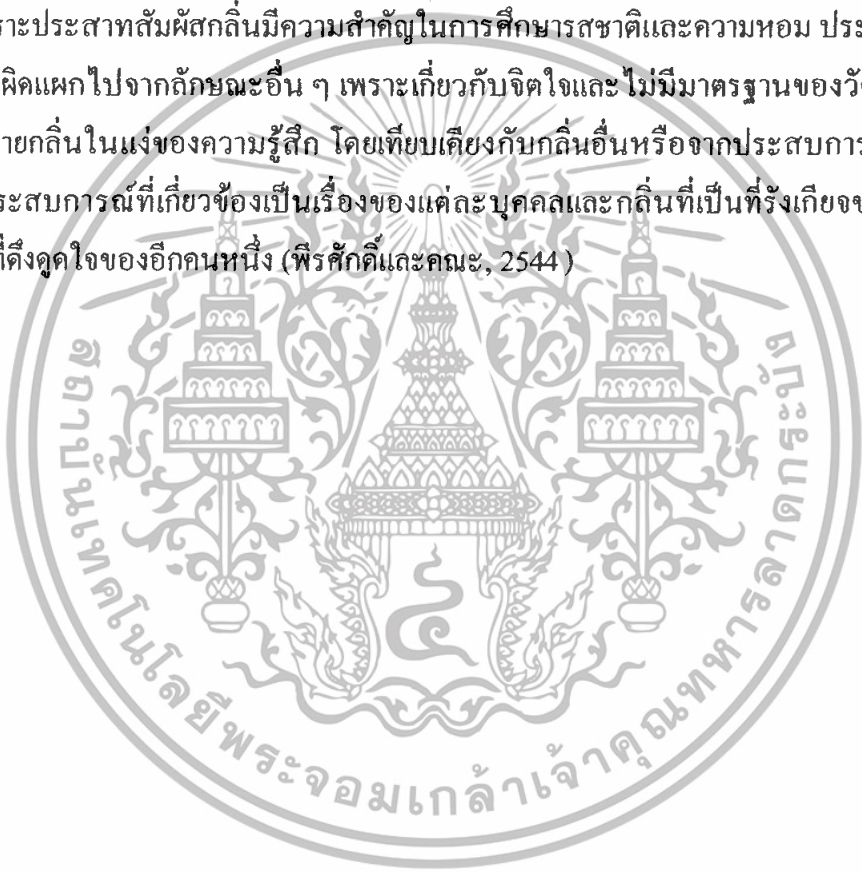 ราะประสาทสัมผัสกลิ่นมีความสำคัญในการศึกษารสชาติและความหอม ประ
ผิดแผกไปจากลักษณะอื่น ๆ เพราะเกี่ยวกับจิตใจและไม่มีมาตรฐานของวั
ายกลิ่นในแง่ของความรู้สึก โดยเทียบเคียงกับกลิ่นอื่นหรือจากประสบการ
ระสบการณ์ที่เกี่ยวข้องเป็นเรื่องของแต่ละบุคคลและกลิ่นที่เป็นที่รังเกียจข
ที่ดึงดูดใจของอีกคนหนึ่ง (พีรศักดิ์และคณะ, 2544)
สถาบันเทคโนโลยีพระจอมเกล้าเจ้าคุณทหารลาดกระบัง